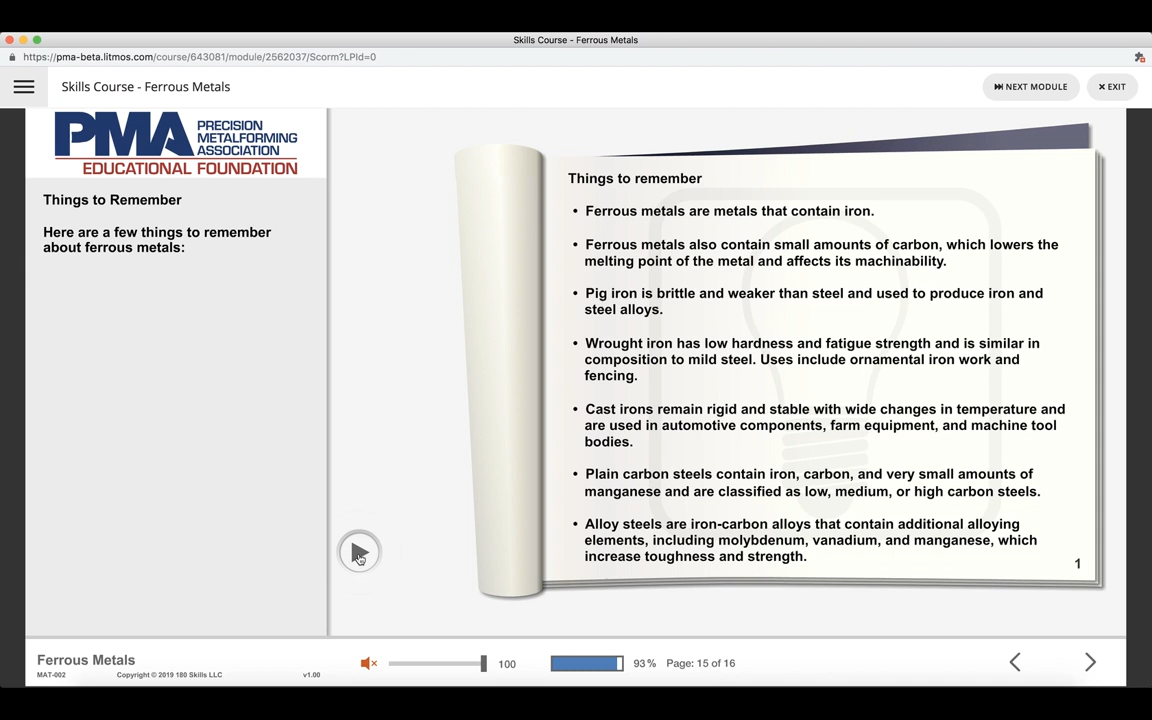 Skills Course - Ferrous Metals
https://pma-beta.litmos.com/course/643081/module/2562037/Scorm?LPId=0
Skills Course - Ferrous Metals
NEXT MODULE
EXIT
PMA PRECISION
METALFORMING
ASSOCIATION
EDUCATIONAL FOUNDATION
Things to Remember
Here are a few things to remember
about ferrous metals:
Things to remember
• Ferrous metals are metals that contain iron.
• Ferrous metals also contain small amounts of carbon, which lowers the
melting point of the metal and affects its machinability.
• Pig iron is brittle and weaker than steel and used to produce iron and
steel alloys.
• Wrought iron has low hardness and fatigue strength and is similar in
composition to mild steel. Uses include ornamental iron work and
fencing.
• Cast irons remain rigid and stable with wide changes in temperature and
are used in automotive components, farm equipment, and machine tool
bodies.
• Plain carbon steels contain iron, carbon, and very small amounts of
manganese and are classified as low, medium, or high carbon steels.
• Alloy steels are iron-carbon alloys that contain additional alloying
elements, including molybdenum, vanadium, and manganese, which
increase toughness and strength.
1
Ferrous Metals
MAT-002 Copyright © 2019 180 Skills LLC v1.00
100
93 % Page: 15 of 16